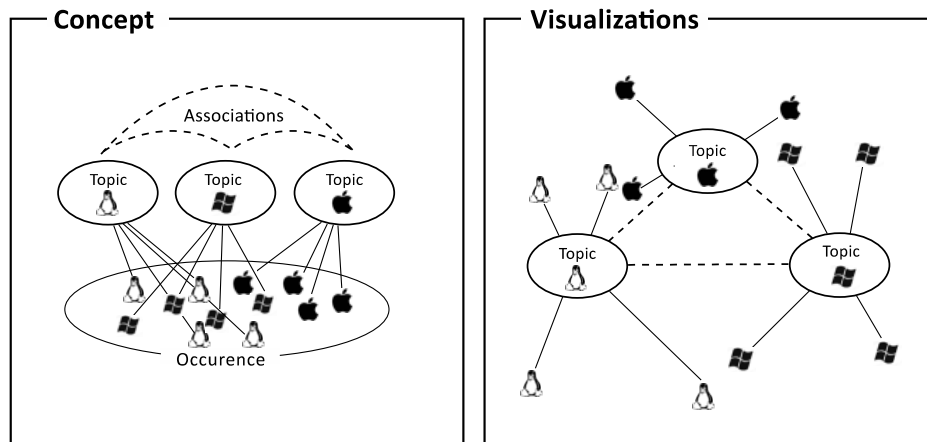 Concept
Associations
Topic
Topic
Topic
Occurence
Visualizations
Topic
Topic
Topic